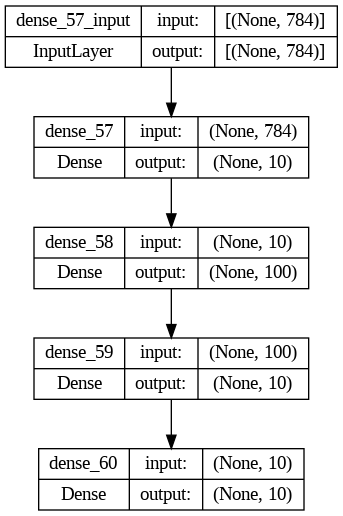 dense_57_input input: [(None, 784)]
InputLayer output: [(None, 784)]
dense_57 input: (None, 784)
Dense output: (None, 10)
dense_58 input: (None, 10)
Dense output: (None, 100)
dense_59 input: (None, 100)
Dense output: (None, 10)
dense_60 input: (None, 10)
Dense output: (None, 10)